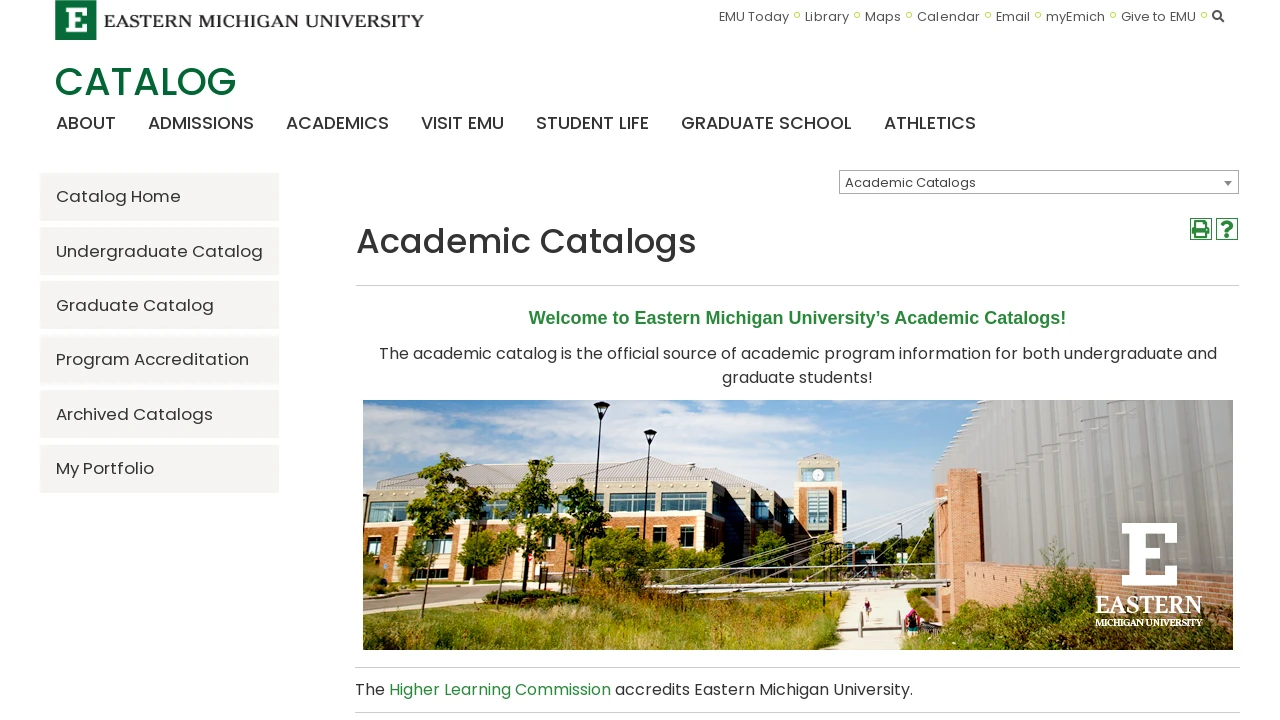 E EASTERN MICHIGAN UNIVERSITY
EMU Today Library Maps Calendar Email myEmich Give to EMU
CATALOG
ABOUT ADMISSIONS ACADEMICS VISIT EMU STUDENT LIFE GRADUATE SCHOOL ATHLETICS
Academic Catalogs
Catalog Home
Undergraduate Catalog
Graduate Catalog
Program Accreditation
Archived Catalogs
My Portfolio
Academic Catalogs
?
Welcome to Eastern Michigan University’s Academic Catalogs!
The academic catalog is the official source of academic program information for both undergraduate and
graduate students!
E
EASTERN
MICHIGAN UNIVERSITY
The Higher Learning Commission accredits Eastern Michigan University.